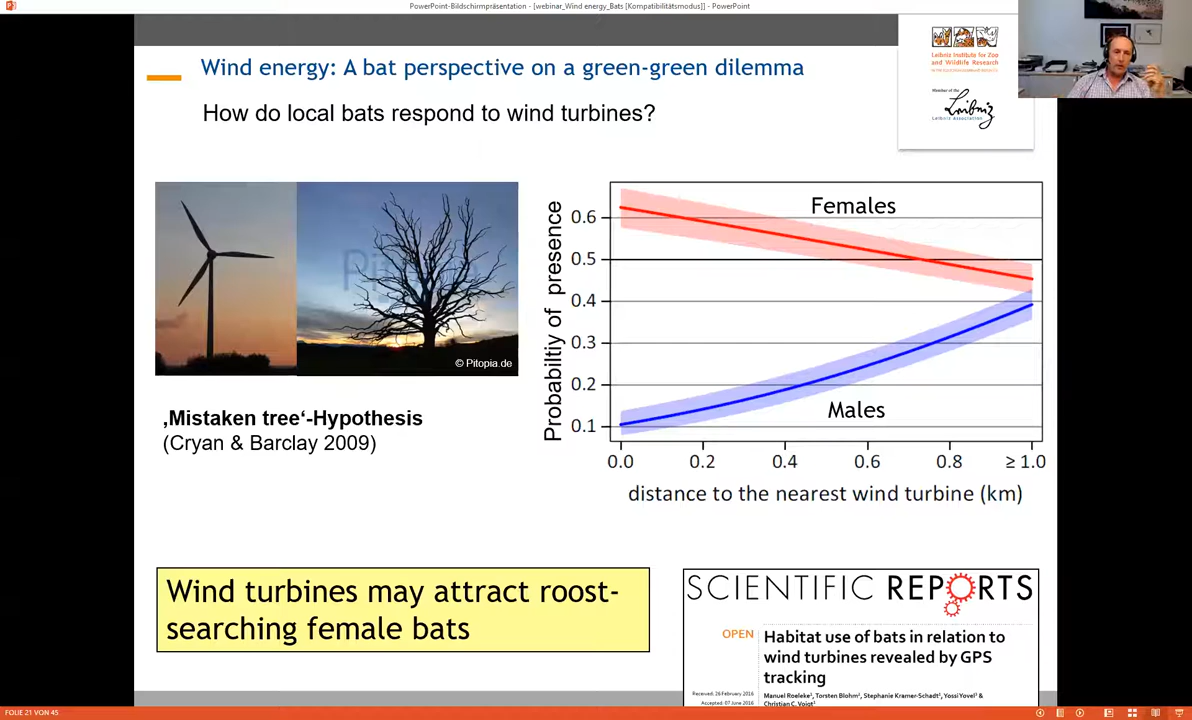 PowerPoint-Bildschirmpräsentation - [webinar_Wind energy_Bats [Kompatibilitätsmodus]] - PowerPoint
Wind energy: A bat perspective on a green-green dilemma
How do local bats respond to wind turbines?
Leibniz Institute for Zoo
and Wildlife Research
Member of the
Leibniz
Leibniz Association
© Pitopia.de
‚Mistaken tree‘-Hypothesis
(Cryan & Barclay 2009)
Probabiltiy of presence
0.6
0.5
0.4
0.3
0.2
0.1
Females
Males
0.0 0.2 0.4 0.6 0.8 ≥ 1.0
distance to the nearest wind turbine (km)
Wind turbines may attract roost-
searching female bats
SCIENTIFIC REPORTS
OPEN
Habitat use of bats in relation to
wind turbines revealed by GPS
tracking
Received: 26 February 2016
Accepted: 07 June 2016
Manuel Roeleke¹, Torsten Blohm², Stephanie Kramer-Schadt¹, Yossi Yovel³ &
Christian C. Voigt¹
FOLIE 21 VON 45